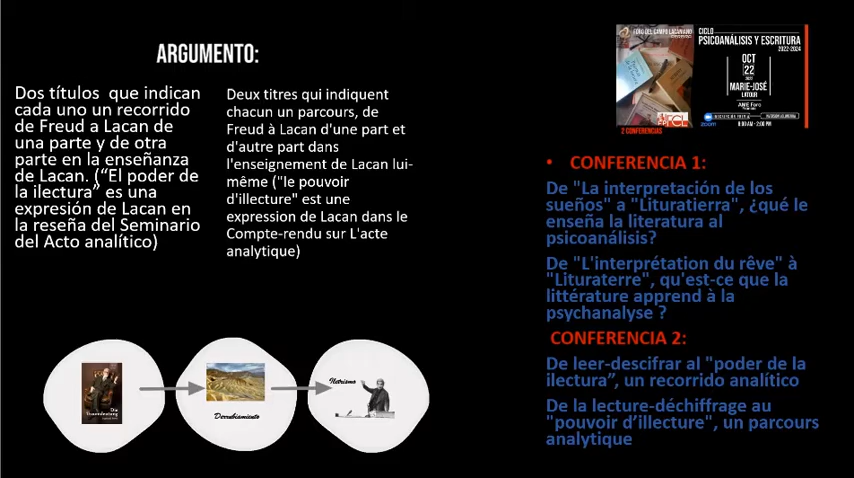 ARGUMENTO:
Dos títulos que indican
cada uno un recorrido
de Freud a Lacan de
una parte y de otra
parte en la enseñanza
de Lacan. (“El poder de
la ilectura” es una
expresión de Lacan en
la reseña del Seminario
del Acto analítico)
Deux titres qui indiquent
chacun un parcours, de
Freud à Lacan d'une part et
d'autre part dans
l'enseignement de Lacan lui-
même ("le pouvoir
d'illecture" est une
expression de Lacan dans le
Compte-rendu sur L'acte
analytique)
Derrubiamiento
FORO DEL CAMPO LACANIANO
2 CONFERENCIAS
CICLO
PSICOANÁLISIS Y ESCRITURA
2022-2024
OCT
22
2022
MARIE-JOSÉ
LATOUR
zoom
• CONFERENCIA 1:
De "La interpretación de los
sueños" a "Lituratierra", ¿qué le
enseña la literatura al
psicoanálisis?
De "L'interprétation du rêve" à
"Lituraterre", qu'est-ce que la
littérature apprend à la
psychanalyse ?
CONFERENCIA 2:
De leer-descifrar al "poder de la
ilectura”, un recorrido analítico
De la lecture-déchiffrage au
"pouvoir d’illecture", un parcours
analytique